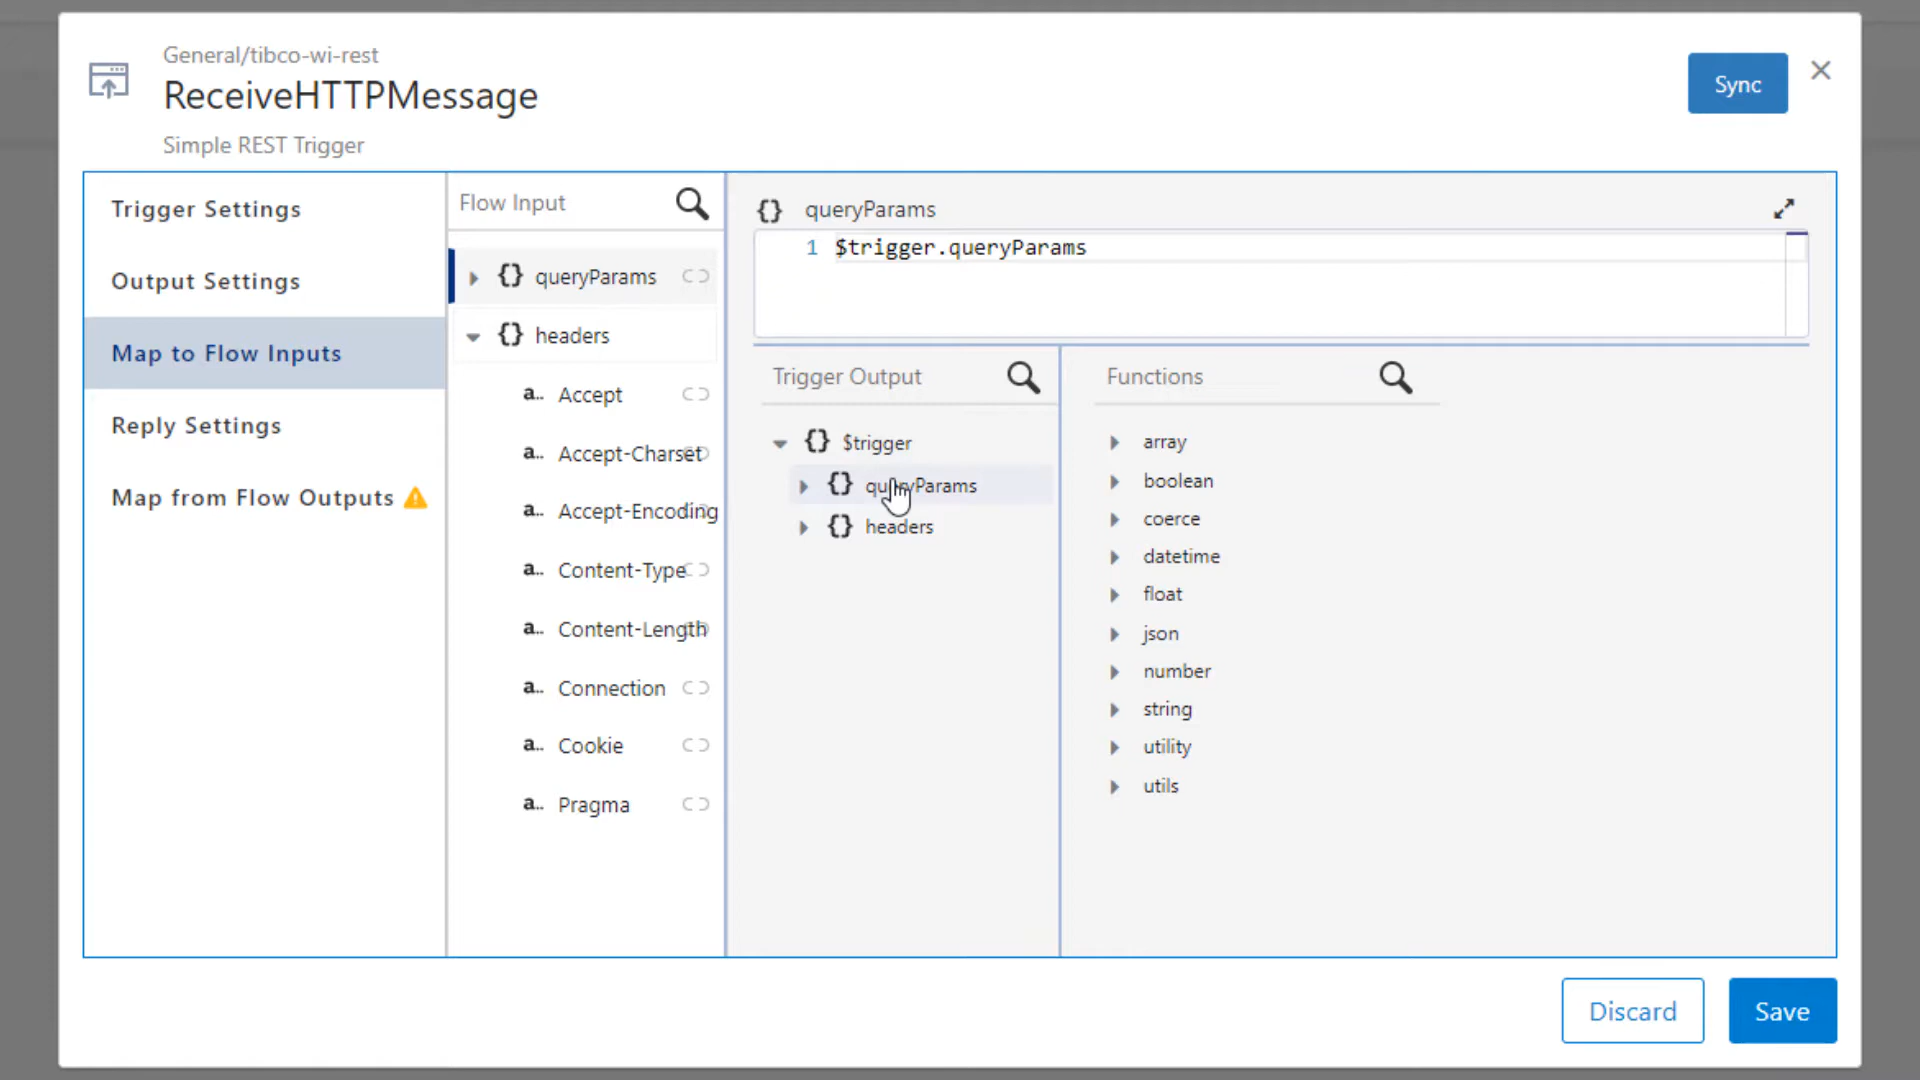 General/tibco-wi-rest
ReceiveHTTPMessage
Simple REST Trigger
Sync
Trigger Settings
Output Settings
Map to Flow Inputs
Reply Settings
Map from Flow Outputs
Flow Input
{} queryParams
{} headers
a.. Accept
a.. Accept-Charset
a.. Accept-Encoding
a.. Content-Type
a.. Content-Length
a.. Connection
a.. Cookie
a.. Pragma
{} queryParams
1 $trigger.queryParams
Trigger Output
{} $trigger
{} queryParams
{} headers
Functions
array
boolean
coerce
datetime
float
json
number
string
utility
utils
Discard
Save